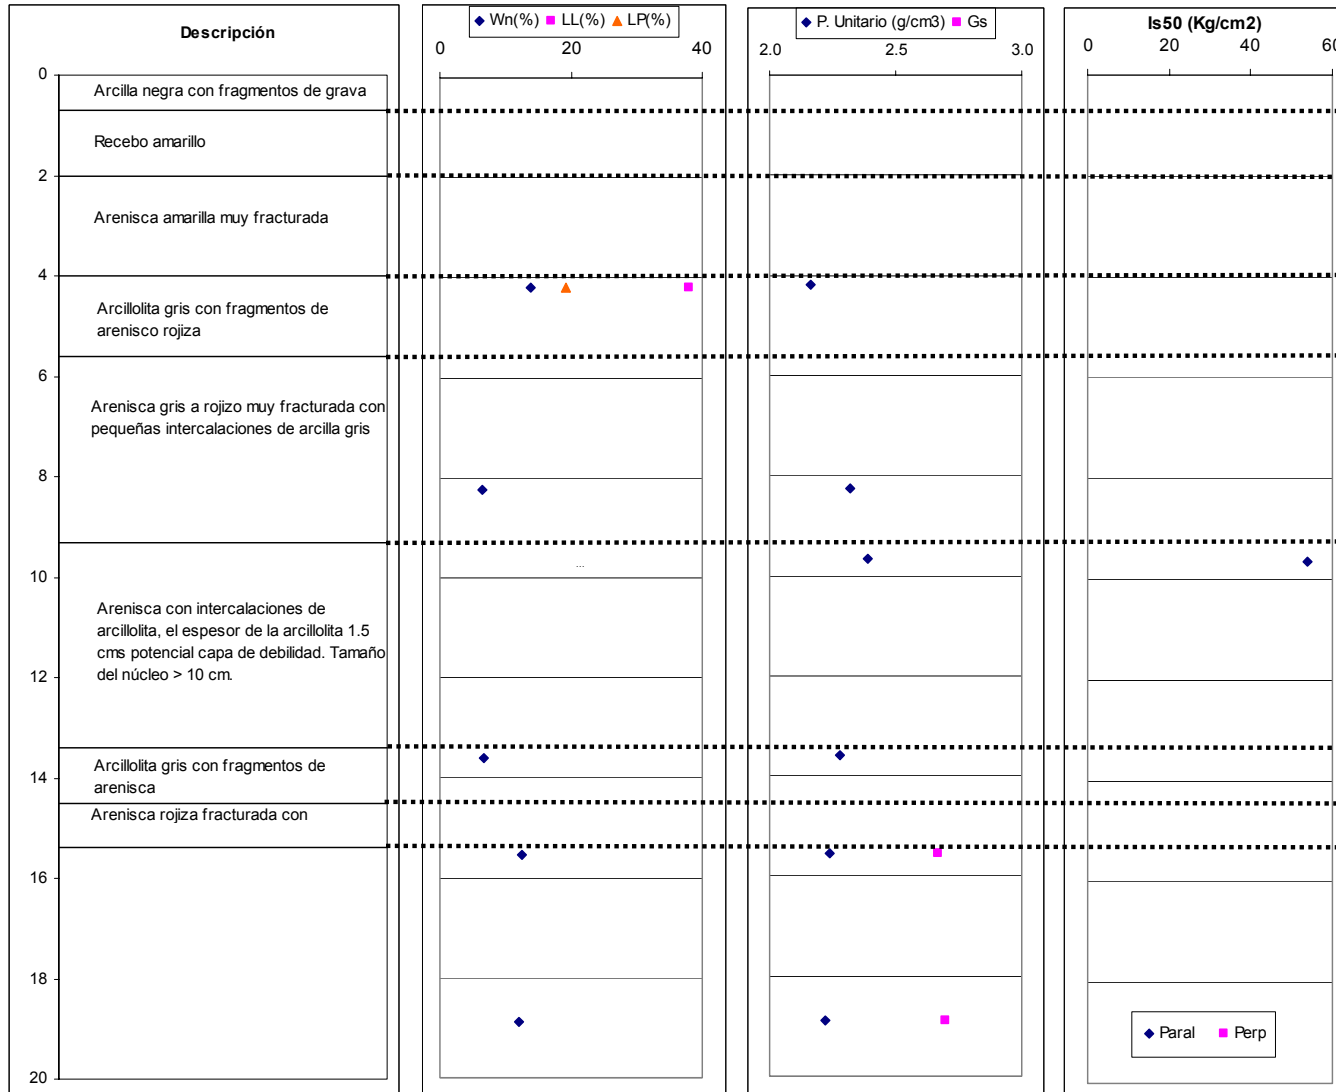 Descripción
Wn(%) LL(%) LP(%)
0 20 40
P. Unitario (g/cm3) Gs
2.0 2.5 3.0
Is50 (Kg/cm2)
0 20 40 60
0
Arcilla negra con fragmentos de grava
Recebo amarillo
2
Arenisca amarilla muy fracturada
4
Arcillolita gris con fragmentos de
arenisco rojiza
6
Arenisca gris a rojizo muy fracturada con
pequeñas intercalaciones de arcilla gris
8
...
10
Arenisca con intercalaciones de
arcillolita, el espesor de la arcillolita 1.5
cms potencial capa de debilidad. Tamaño
del núcleo > 10 cm.
12
Arcillolita gris con fragmentos de
arenisca
14
Arenisca rojiza fracturada con
16
18
Paral Perp
20